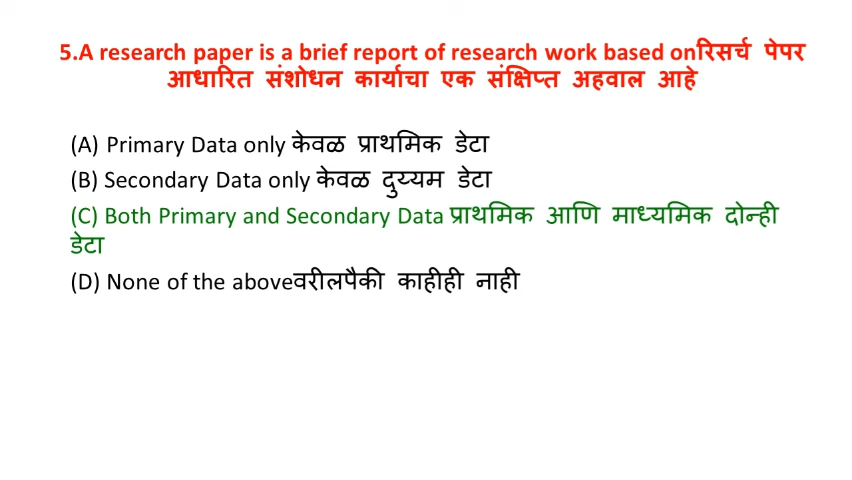 5.A research paper is a brief report of research work based onरिसर्च पेपर
आधारित संशोधन कार्याचा एक संक्षिप्त अहवाल आहे
(A) Primary Data only केवळ प्राथमिक डेटा
(B) Secondary Data only केवळ दुय्यम डेटा
(C) Both Primary and Secondary Data प्राथमिक आणि माध्यमिक दोन्ही
डेटा
(D) None of the aboveवरीलपैकी काहीही नाही